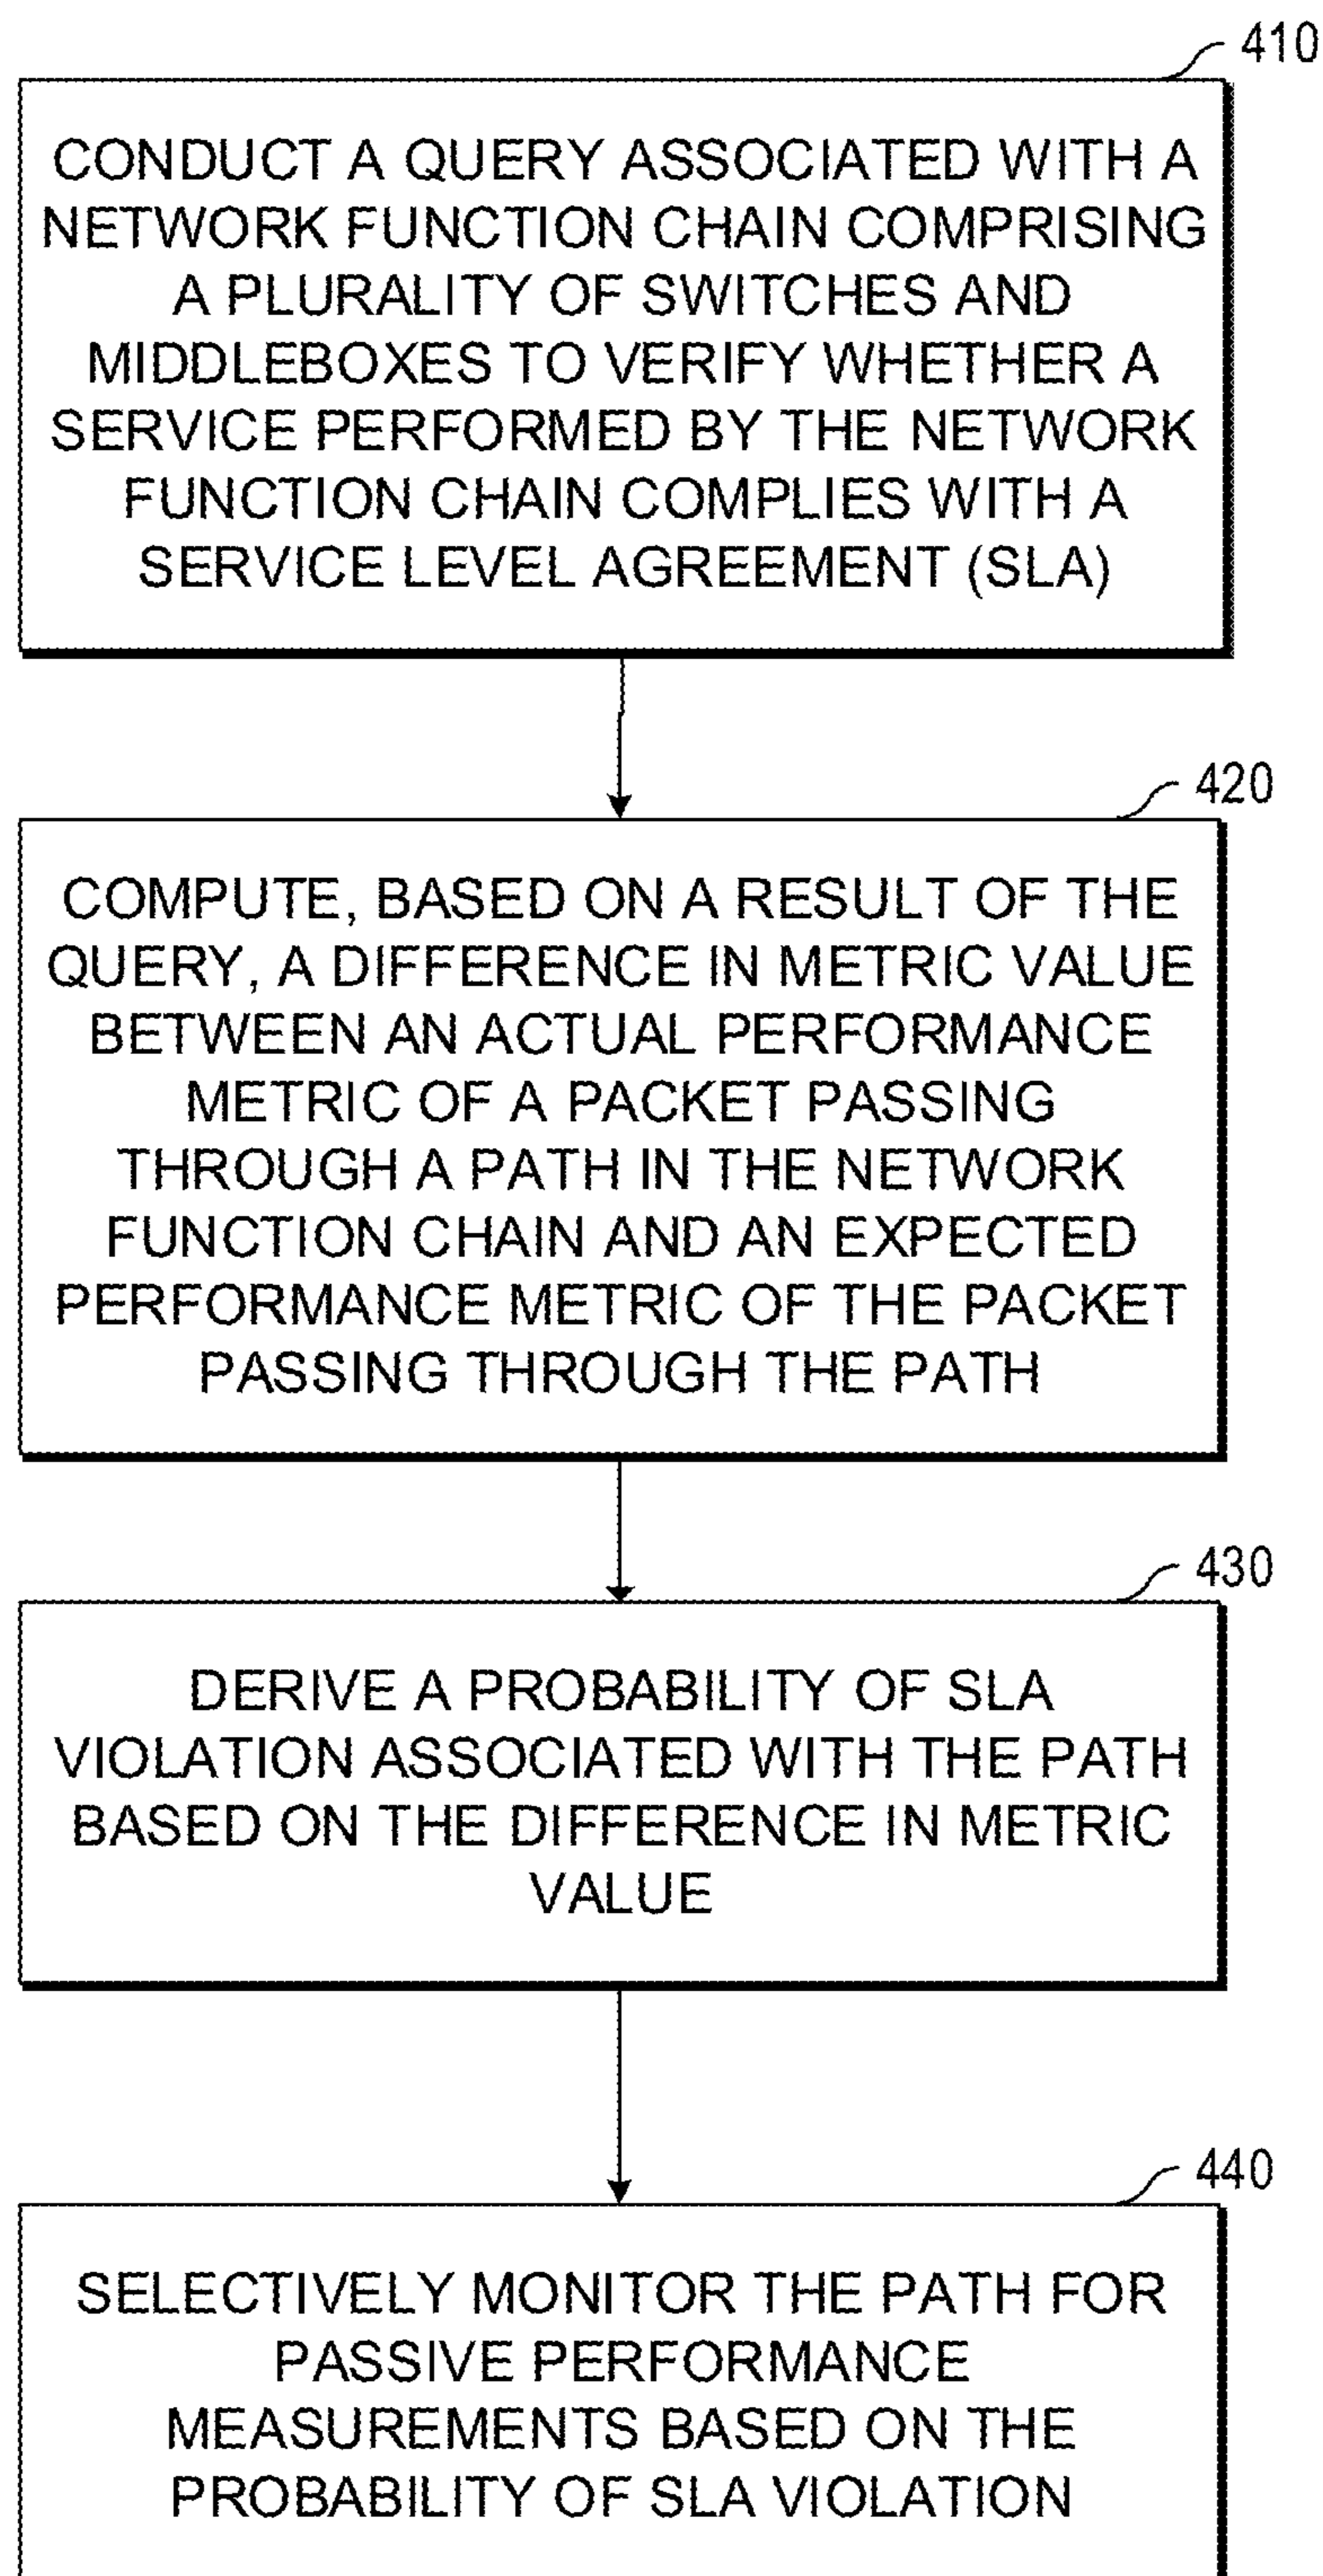 410
CONDUCT A QUERY ASSOCIATED WITH A
NETWORK FUNCTION CHAIN COMPRISING
A PLURALITY OF SWITCHES AND
MIDDLEBOXES TO VERIFY WHETHER A
SERVICE PERFORMED BY THE NETWORK
FUNCTION CHAIN COMPLIES WITH A
SERVICE LEVEL AGREEMENT (SLA)
420
COMPUTE, BASED ON A RESULT OF THE
QUERY, A DIFFERENCE IN METRIC VALUE
BETWEEN AN ACTUAL PERFORMANCE
METRIC OF A PACKET PASSING
THROUGH A PATH IN THE NETWORK
FUNCTION CHAIN AND AN EXPECTED
PERFORMANCE METRIC OF THE PACKET
PASSING THROUGH THE PATH
430
DERIVE A PROBABILITY OF SLA
VIOLATION ASSOCIATED WITH THE PATH
BASED ON THE DIFFERENCE IN METRIC
VALUE
440
SELECTIVELY MONITOR THE PATH FOR
PASSIVE PERFORMANCE
MEASUREMENTS BASED ON THE
PROBABILITY OF SLA VIOLATION